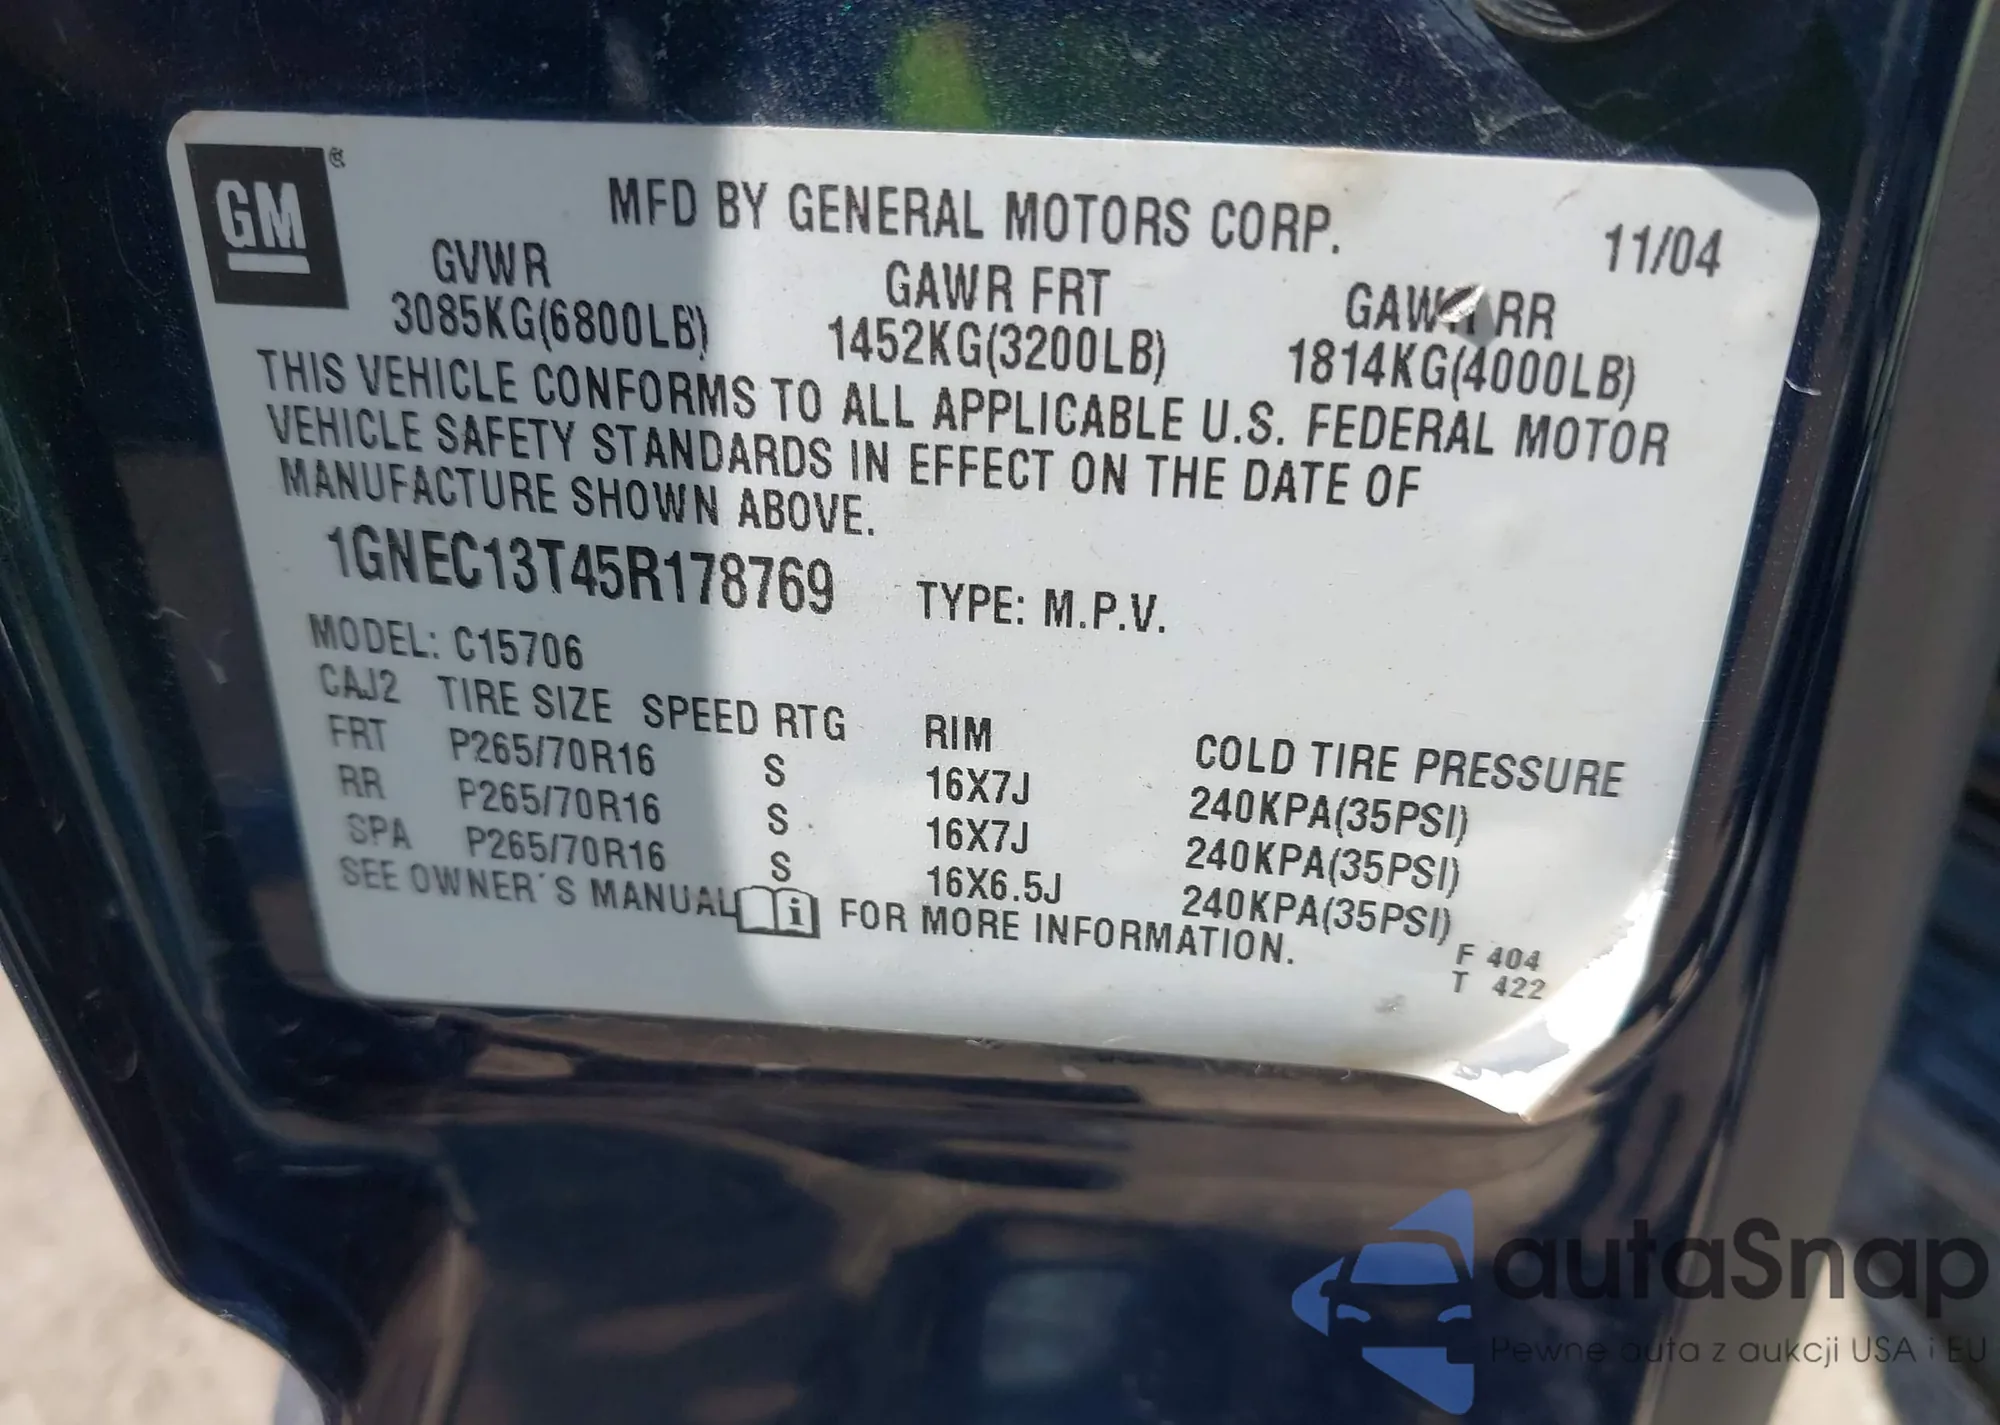 GM ®
MFD BY GENERAL MOTORS CORP. 11/04
GVWR GAWR FRT GAWR RR
3085KG(6800LB) 1452KG(3200LB) 1814KG(4000LB)
THIS VEHICLE CONFORMS TO ALL APPLICABLE U.S. FEDERAL MOTOR
VEHICLE SAFETY STANDARDS IN EFFECT ON THE DATE OF
MANUFACTURE SHOWN ABOVE.
1GNEC13T45R178769 TYPE: M.P.V.
MODEL: C15706
CAJ2 TIRE SIZE SPEED RTG RIM COLD TIRE PRESSURE
FRT P265/70R16 S 16X7J 240KPA(35PSI)
RR P265/70R16 S 16X7J 240KPA(35PSI)
SPA P265/70R16 S 16X6.5J 240KPA(35PSI)
SEE OWNER'S MANUAL i FOR MORE INFORMATION.
F 404
T 422
autaSnap
Pewne auta z aukcji USA i EU